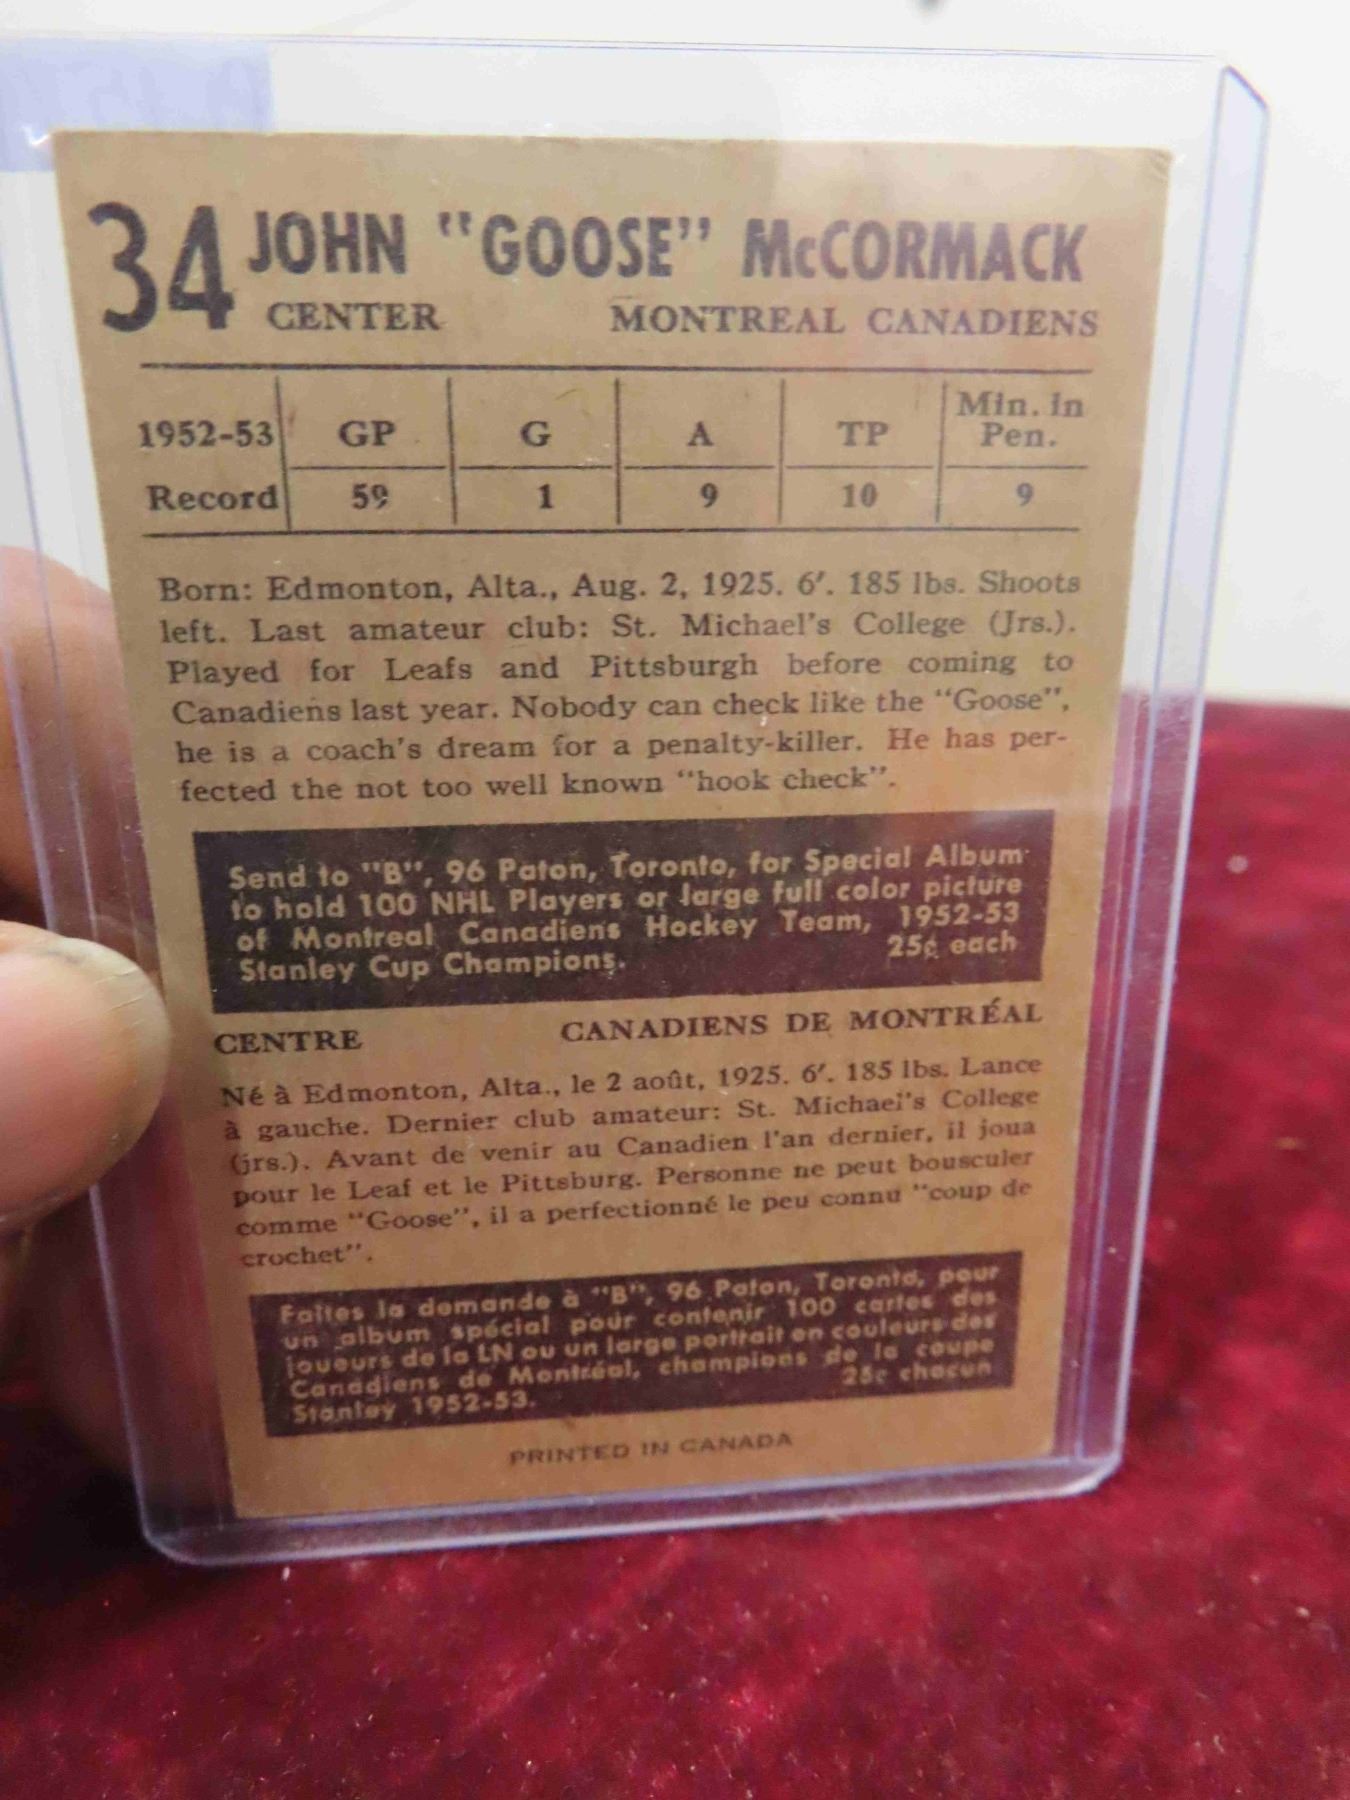 34 JOHN "GOOSE" McCORMACK
CENTER MONTREAL CANADIENS
1952-53 GP G A TP Min. in Pen.
Record 59 1 9 10 9
Born: Edmonton, Alta., Aug. 2, 1925. 6'. 185 lbs. Shoots
left. Last amateur club: St. Michael's College (Jrs.).
Played for Leafs and Pittsburgh before coming to
Canadiens last year. Nobody can check like the "Goose",
he is a coach's dream for a penalty-killer. He has per-
fected the not too well known "hook check".
Send to "B", 96 Paton, Toronto, for Special Album
to hold 100 NHL Players or large full color picture
of Montreal Canadiens Hockey Team, 1952-53
Stanley Cup Champions. 25¢ each
CENTRE CANADIENS DE MONTRÉAL
Né à Edmonton, Alta., le 2 août, 1925. 6'. 185 lbs. Lance
à gauche. Dernier club amateur: St. Michael's College
(jrs.). Avant de venir au Canadien l'an dernier, il joua
pour le Leaf et le Pittsburg. Personne ne peut bousculer
comme "Goose", il a perfectionné le peu connu "coup de
crochet".
Faites la demande à "B", 96 Paton, Toronto, pour
un album spécial pour contenir 100 cartes des
joueurs de la LN ou un large portrait en couleurs des
Canadiens de Montréal, champions de la coupe
Stanley 1952-53. 25¢ chacun
PRINTED IN CANADA